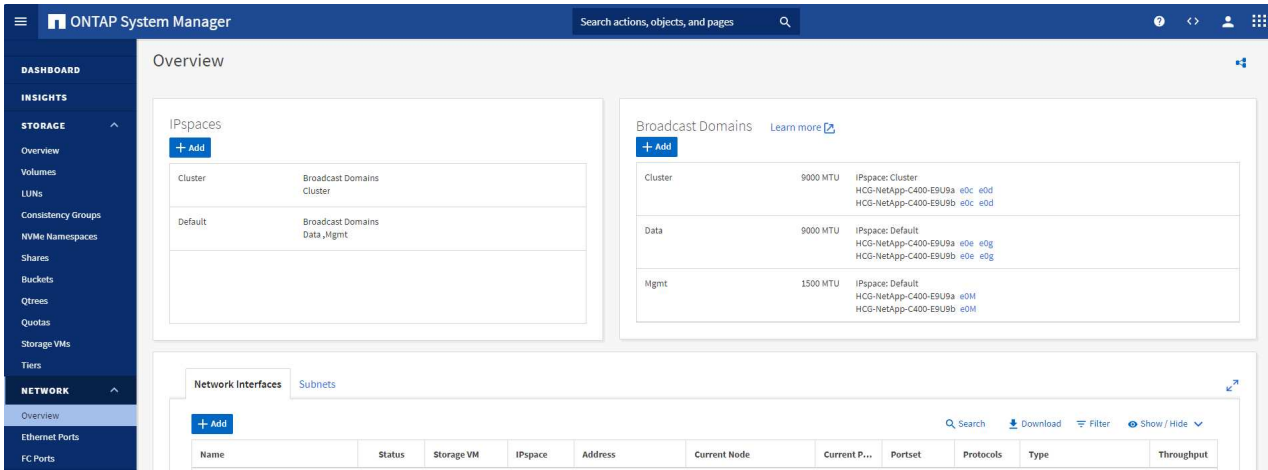 ONTAP System Manager
Search actions, objects, and pages
DASHBOARD
INSIGHTS
STORAGE
Overview
Volumes
LUNs
Consistency Groups
NVMe Namespaces
Shares
Buckets
Qtrees
Quotas
Storage VMs
Tiers
NETWORK
Overview
Ethernet Ports
FC Ports
Overview
IPspaces
+ Add
Cluster Broadcast Domains
Cluster
Default Broadcast Domains
Data ,Mgmt
Broadcast Domains Learn more
+ Add
Cluster 9000 MTU IPspace: Cluster
HCG-NetApp-C400-E9U9a e0c e0d
HCG-NetApp-C400-E9U9b e0c e0d
Data 9000 MTU IPspace: Default
HCG-NetApp-C400-E9U9a e0e e0g
HCG-NetApp-C400-E9U9b e0e e0g
Mgmt 1500 MTU IPspace: Default
HCG-NetApp-C400-E9U9a e0M
HCG-NetApp-C400-E9U9b e0M
Network Interfaces Subnets
+ Add Search Download Filter Show / Hide
Name Status Storage VM IPspace Address Current Node Current P... Portset Protocols Type Throughput